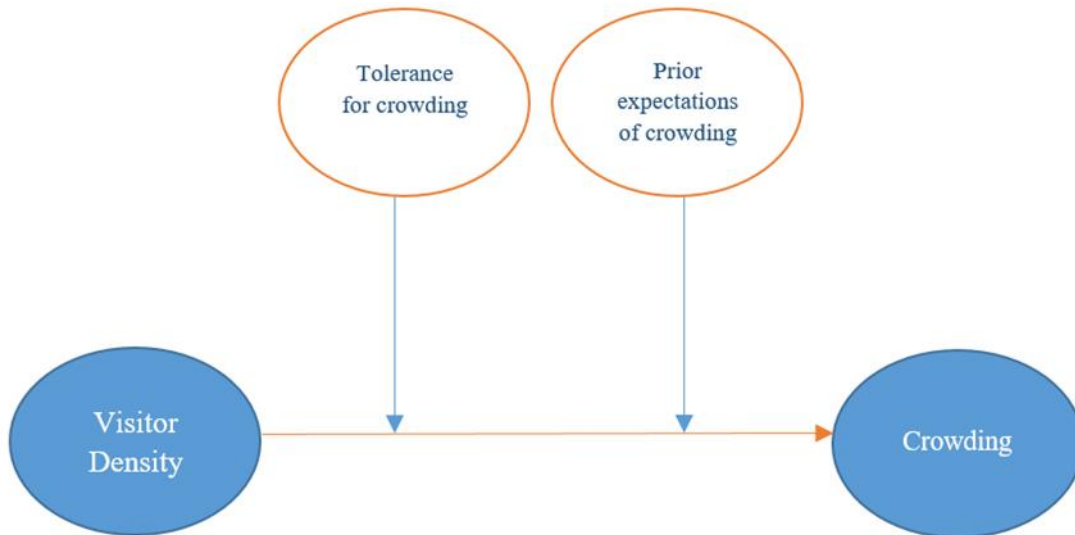 Tolerance
for crowding
Prior
expectations
of crowding
Visitor
Density
Crowding